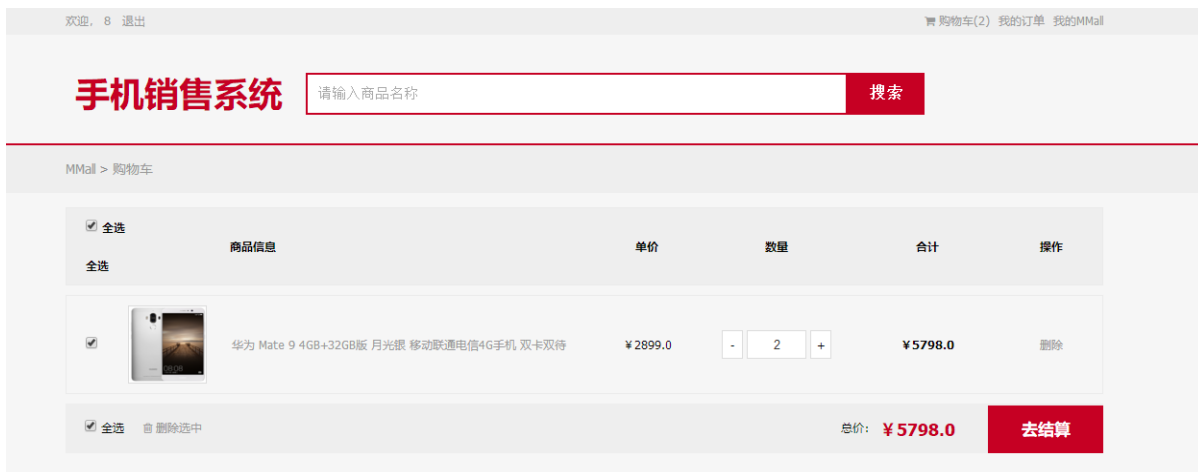 欢迎, 8 退出
购物车(2) 我的订单 我的MMall
手机销售系统
请输入商品名称
搜索
MMall > 购物车
全选
商品信息 单价 数量 合计 操作
全选
华为 Mate 9 4GB+32GB版 月光银 移动联通电信4G手机 双卡双待 ¥2899.0 - 2 + ¥5798.0 删除
08:08
全选 删除选中 总价: ¥5798.0 去结算